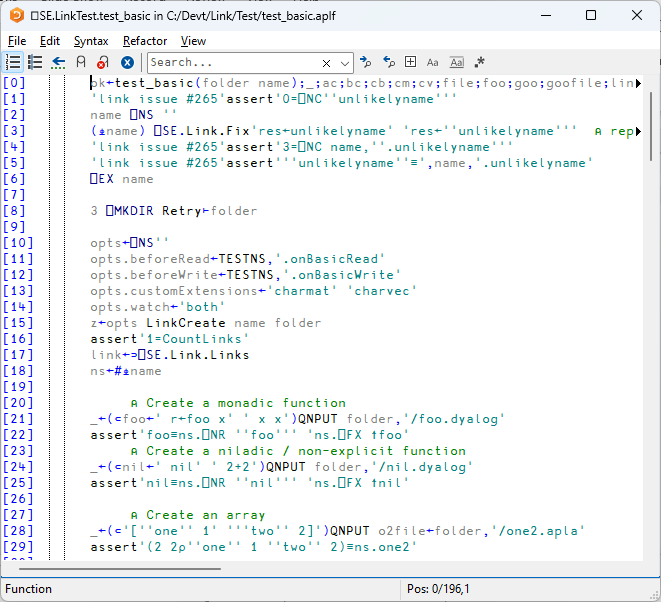 ⎕SE.LinkTest.test_basic in C:/Devt/Link/Test/test_basic.aplf
File Edit Syntax Refactor View
Search...
[0] ok←test_basic(folder name);_;ac;bc;cb;cm;cv;file;foo;goo;goofile;lin
[1] 'link issue #265'assert'0=⎕NC''unlikelyname'''
[2] name ⎕NS ''
[3] (⍎name) ⎕SE.Link.Fix'res←unlikelyname' 'res←''unlikelyname''' ⍝ rep
[4] 'link issue #265'assert'3=⎕NC name,''.unlikelyname'''
[5] 'link issue #265'assert'''unlikelyname''≡',name,'.unlikelyname'
[6] ⎕EX name
[7]
[8] 3 ⎕MKDIR Retry⊢folder
[9]
[10] opts←⎕NS''
[11] opts.beforeRead←TESTNS,'.onBasicRead'
[12] opts.beforeWrite←TESTNS,'.onBasicWrite'
[13] opts.customExtensions←'charmat' 'charvec'
[14] opts.watch←'both'
[15] z←opts LinkCreate name folder
[16] assert'1=CountLinks'
[17] link←⊃⎕SE.Link.Links
[18] ns←#⍎name
[19]
[20] ⍝ Create a monadic function
[21] _←(⊂foo←' r←foo x' ' x x')QNPUT folder,'/foo.dyalog'
[22] assert'foo≡ns.⎕NR ''foo''' 'ns.⎕FX ↑foo'
[23] ⍝ Create a niladic / non-explicit function
[24] _←(⊂nil←' nil' ' 2+2')QNPUT folder,'/nil.dyalog'
[25] assert'nil≡ns.⎕NR ''nil''' 'ns.⎕FX ↑nil'
[26]
[27] ⍝ Create an array
[28] _←(⊂'[''one'' 1' '''two'' 2]')QNPUT o2file←folder,'/one2.apla'
[29] assert'(2 2⍴''one'' 1 ''two'' 2)≡ns.one2'
Function Pos: 0/196,1